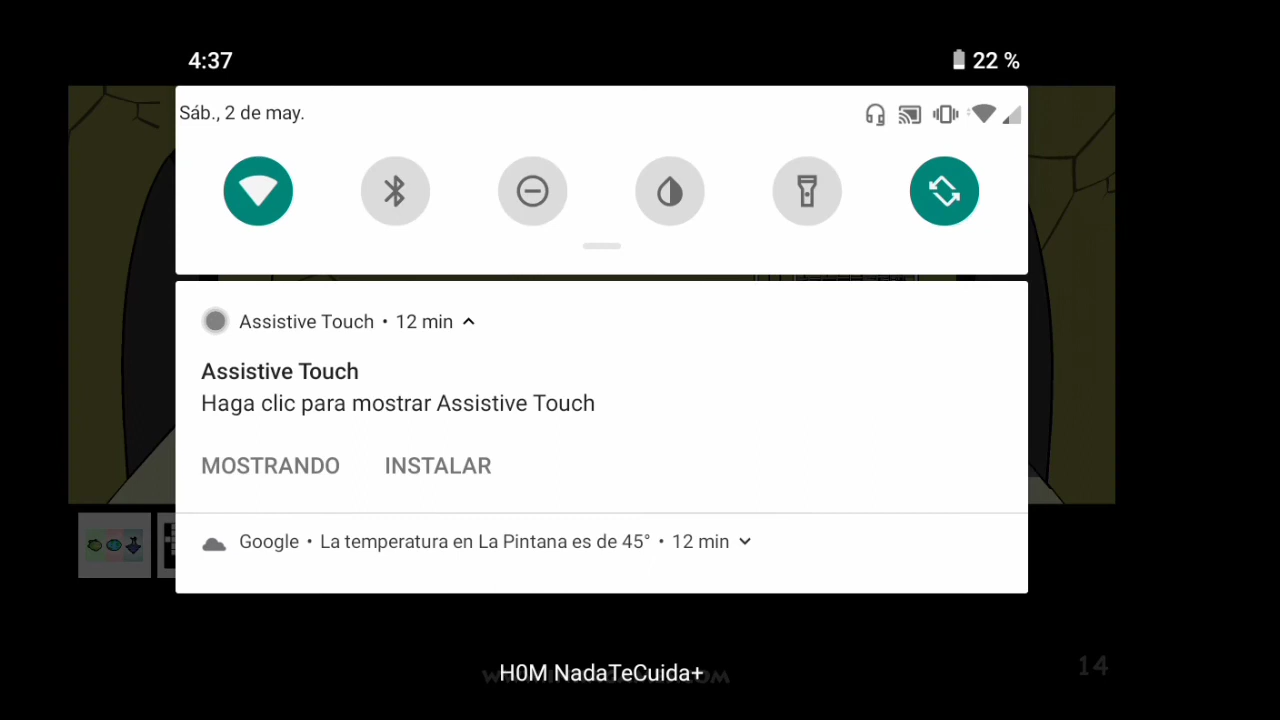 4:37 22 %
Sáb., 2 de may.
Assistive Touch • 12 min
Assistive Touch
Haga clic para mostrar Assistive Touch
MOSTRANDO INSTALAR
Google • La temperatura en La Pintana es de 45° • 12 min
H0M NadaTeCuida+
14